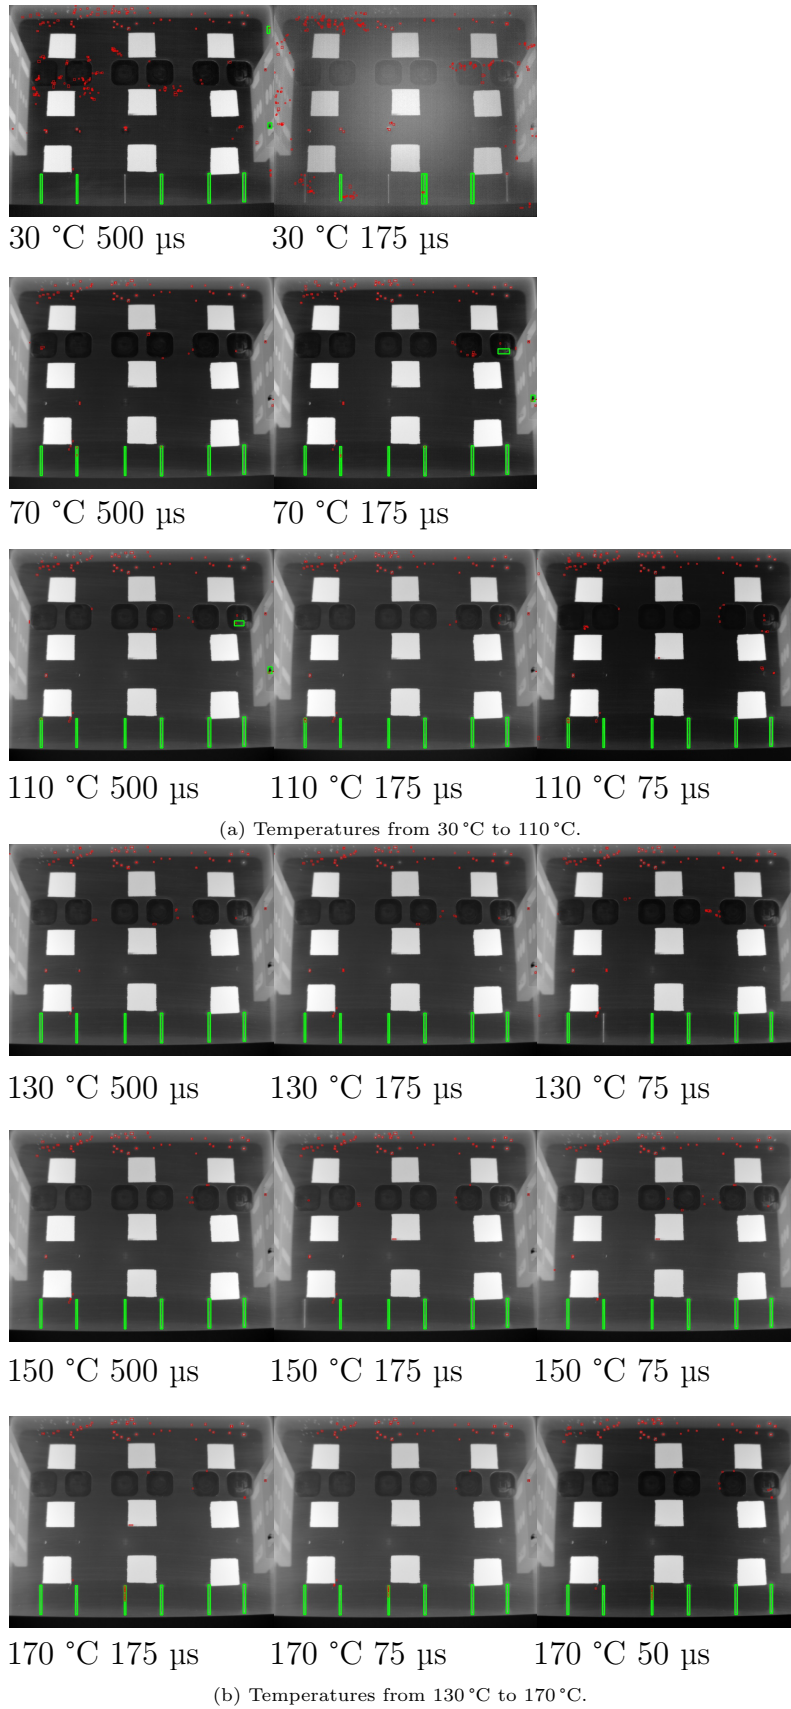 30 °C 500 µs 30 °C 175 µs
70 °C 500 µs 70 °C 175 µs
110 °C 500 µs 110 °C 175 µs 110 °C 75 µs
(a) Temperatures from 30 °C to 110 °C.
130 °C 500 µs 130 °C 175 µs 130 °C 75 µs
150 °C 500 µs 150 °C 175 µs 150 °C 75 µs
170 °C 175 µs 170 °C 75 µs 170 °C 50 µs
(b) Temperatures from 130 °C to 170 °C.